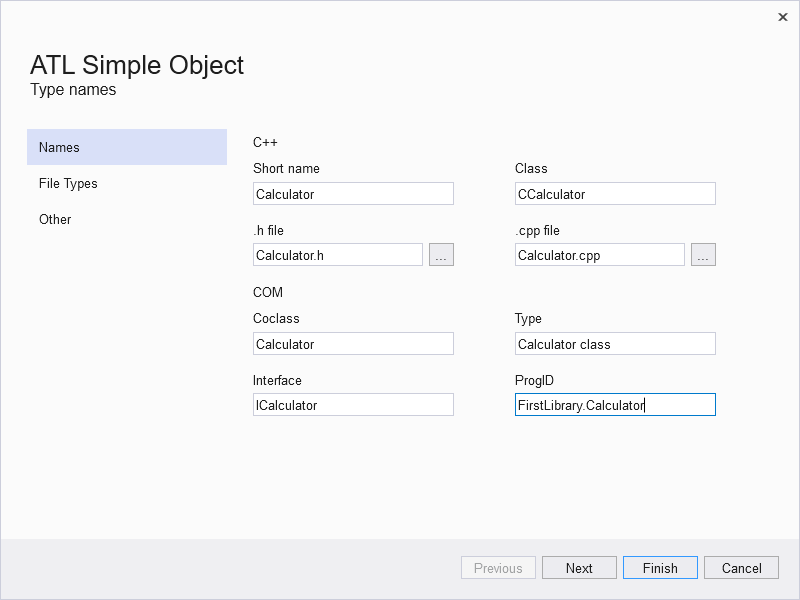 ATL Simple Object
Type names
Names
File Types
Other
C++
Short name
Class
Calculator
CCalculator
.h file
.cpp file
Calculator.h
...
Calculator.cpp
...
COM
Coclass
Type
Calculator
Calculator class
Interface
ProgID
ICalculator
FirstLibrary.Calculator
Previous
Next
Finish
Cancel